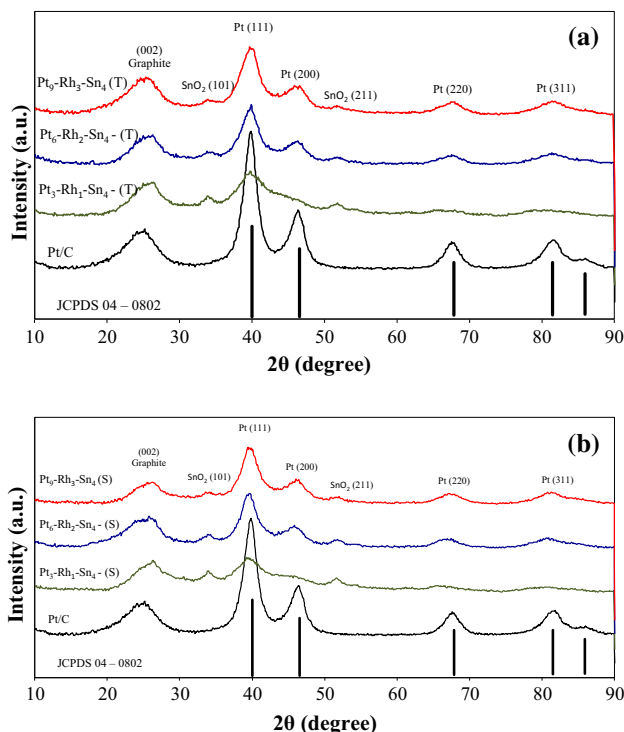 (a)
Pt (111)
(002)
Graphite
SnO₂ (101)
Pt (200)
SnO₂ (211)
Pt (220)
Pt (311)
Pt₉-Rh₃-Sn₄ (T)
Pt₆-Rh₂-Sn₄ - (T)
Pt₃-Rh₁-Sn₄ - (T)
Pt/C
JCPDS 04 – 0802
Intensity (a.u.)
10 20 30 40 50 60 70 80 90
2θ (degree)
(b)
Pt (111)
(002)
Graphite
SnO₂ (101)
Pt (200)
SnO₂ (211)
Pt (220)
Pt (311)
Pt₉-Rh₃-Sn₄ (S)
Pt₆-Rh₂-Sn₄ - (S)
Pt₃-Rh₁-Sn₄ - (S)
Pt/C
JCPDS 04 – 0802
Intensity (a.u.)
10 20 30 40 50 60 70 80 90
2θ (degree)